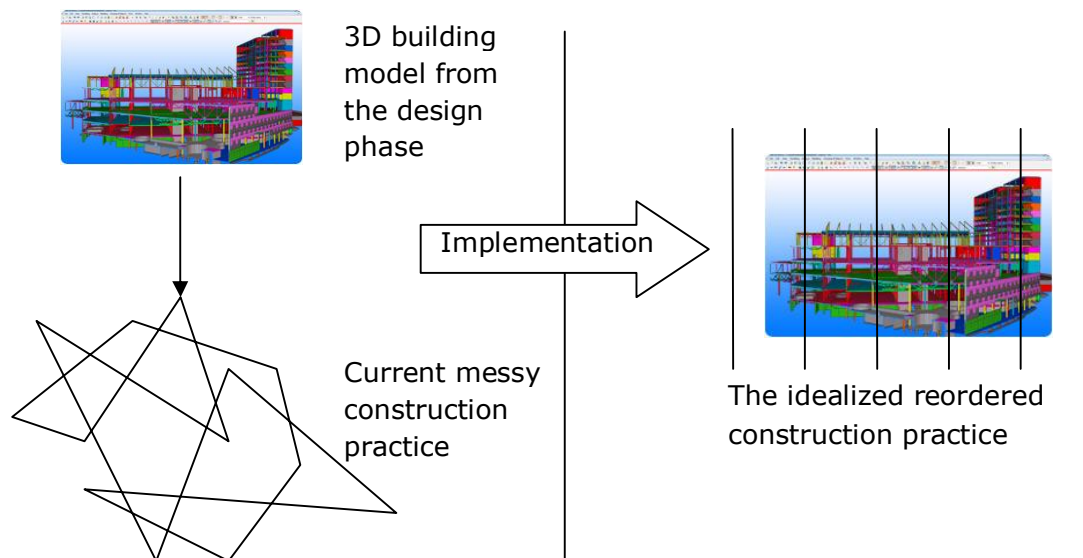 3D building
model from
the design
phase
Implementation
Current messy
construction
practice
The idealized reordered
construction practice